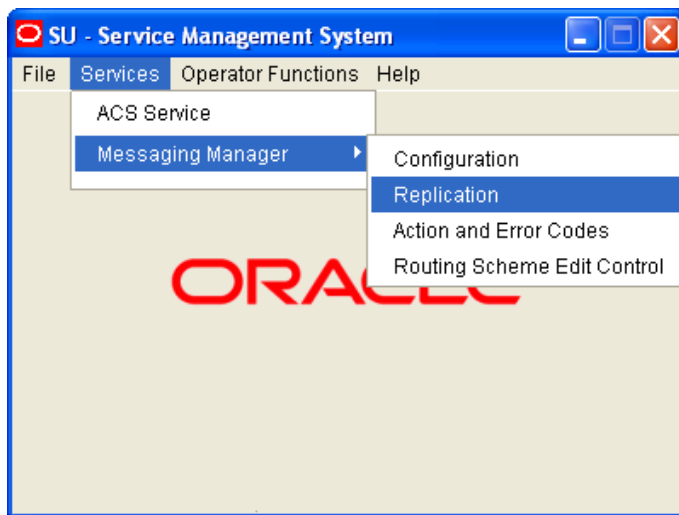 SU - Service Management System
File Services Operator Functions Help
ACS Service
Messaging Manager
Configuration
Replication
Action and Error Codes
Routing Scheme Edit Control